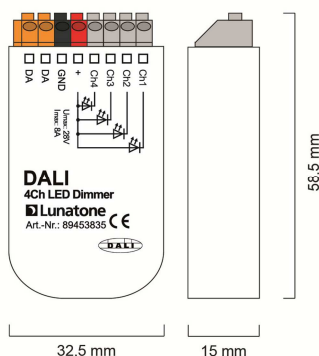 DA DA GND + Ch4 Ch3 Ch2 Ch1
Umax: 28V
Imax: 8A
DALI
4Ch LED Dimmer
Lunatone
Art.-Nr.: 89453835 CE
DALI
58.5 mm
32.5 mm
15 mm